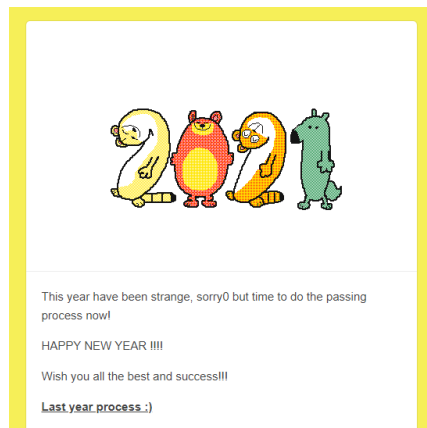 2021
This year have been strange, sorry0 but time to do the passing
process now!
HAPPY NEW YEAR !!!!
Wish you all the best and success!!!
Last year process :)